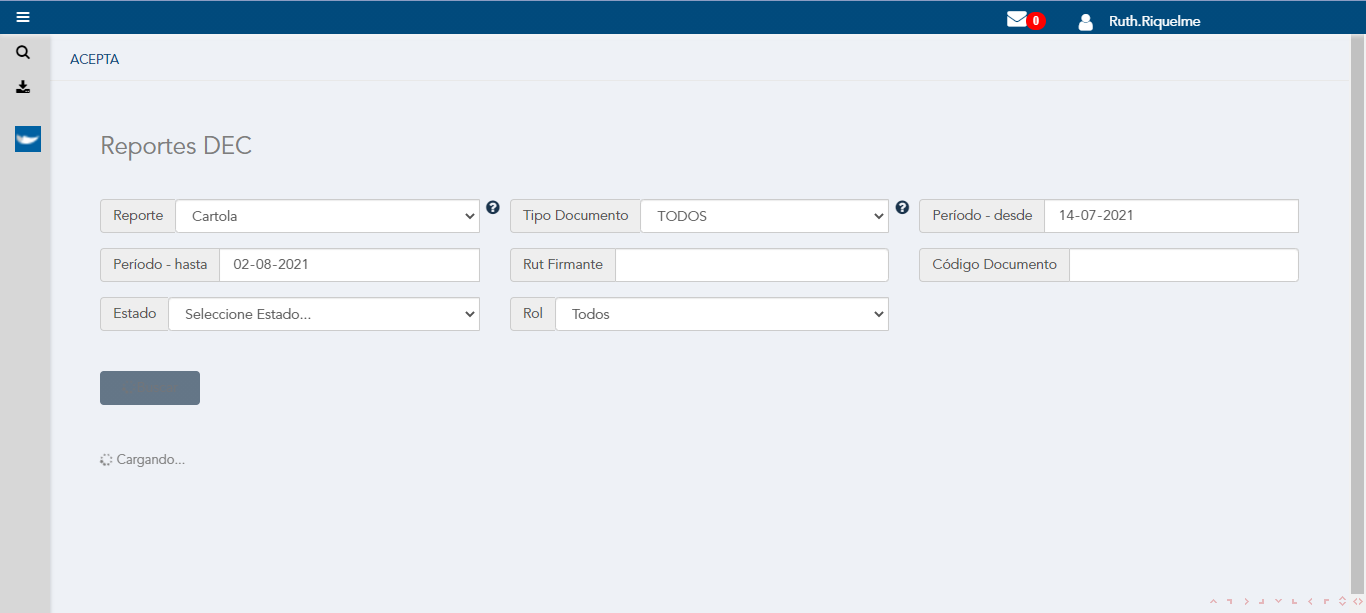 0 Ruth.Riquelme
ACEPTA
Reportes DEC
Reporte Cartola Tipo Documento TODOS Período - desde 14-07-2021
Período - hasta 02-08-2021 Rut Firmante Código Documento
Estado Seleccione Estado... Rol Todos
Cargando...